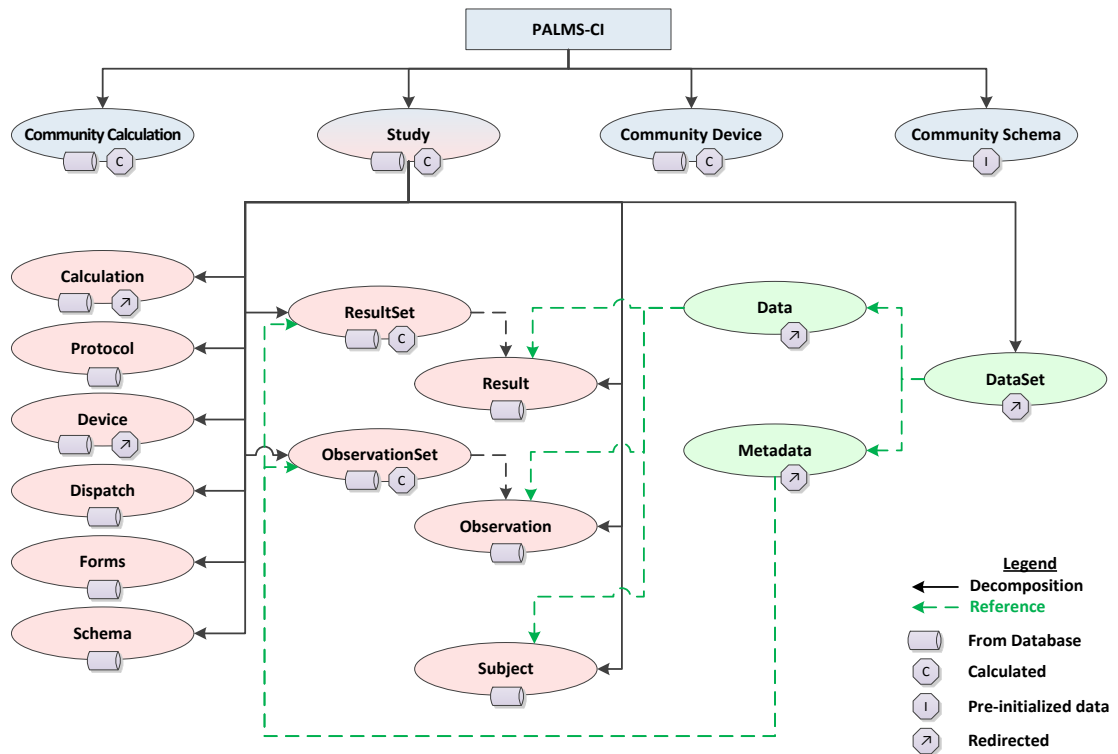 PALMS-CI
Community Calculation
C
Study
C
Community Device
C
Community Schema
I
Calculation
ResultSet
C
Data
Protocol
Result
DataSet
Device
ObservationSet
C
Metadata
Dispatch
Observation
Forms
Schema
Subject
Legend
Decomposition
Reference
From Database
C
Calculated
I
Pre-initialized data
Redirected